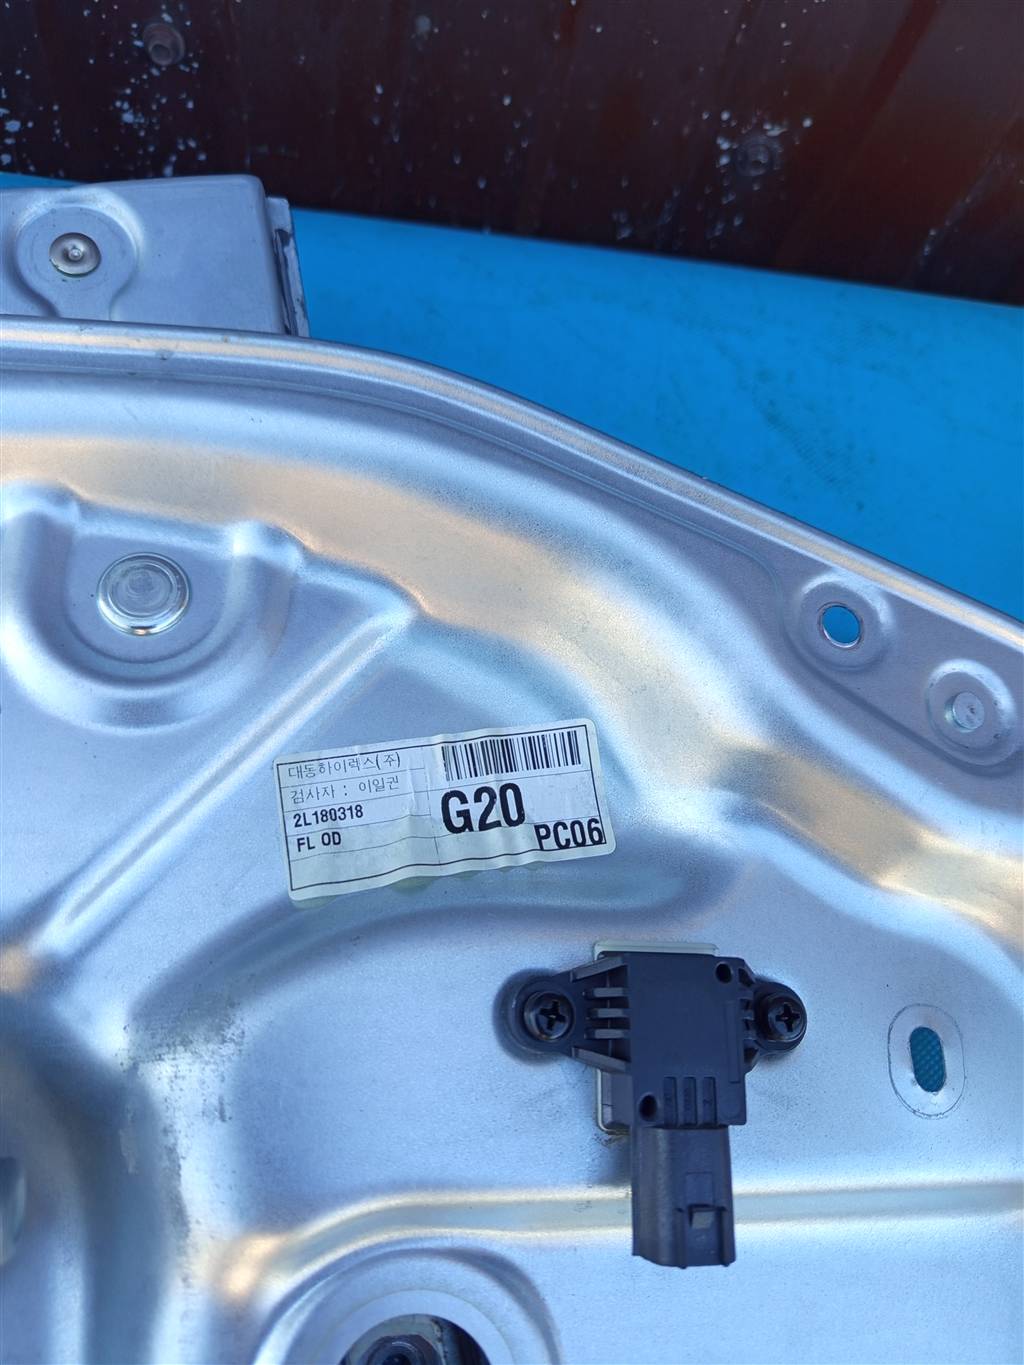 대동하이렉스(주)
검사자 : 이일권
2L180318
FL OD
G20
PC06